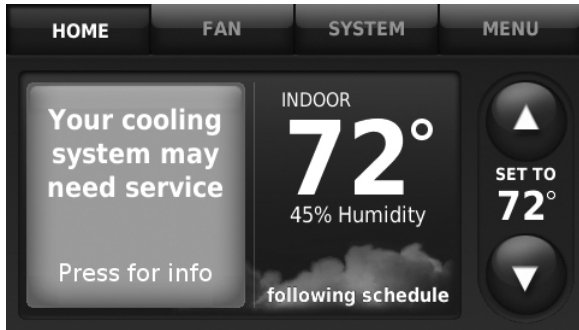 HOME
FAN
SYSTEM
MENU
Your cooling
system may
need service
Press for info
INDOOR
72°
45% Humidity
following schedule
SET TO
72°